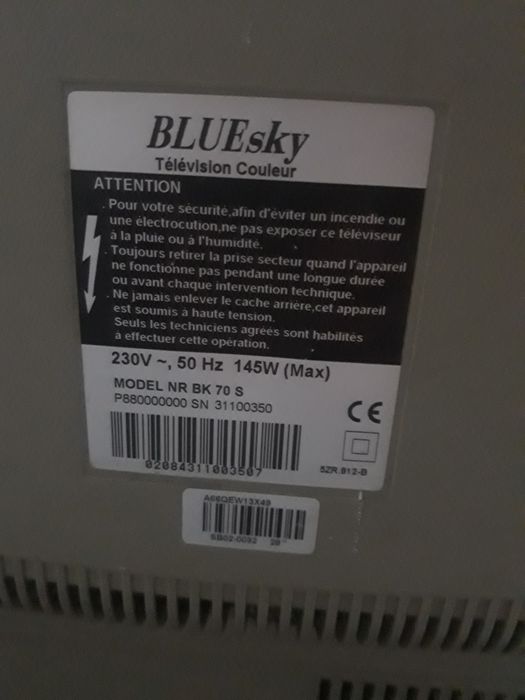 BLUEsky
Télévision Couleur
ATTENTION
. Pour votre sécurité,afin d'éviter un incendie ou
une électrocution,ne pas exposer ce téléviseur
à la pluie ou à l'humidité.
. Toujours retirer la prise secteur quand l'appareil
ne fonctionne pas pendant une longue durée
ou avant chaque intervention technique.
. Ne jamais enlever le cache arrière,cet appareil
est soumis à haute tension.
Seuls les techniciens agréés sont habilités
à effectuer cette opération.
230V ~, 50 Hz 145W (Max)
MODEL NR BK 70 S
P880000000 SN 31100350
CE
02084311003507
5ZR.812-B
A66QEW13X49
SB02-0032 28"